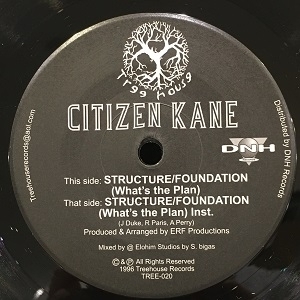 Tree house
CITIZEN KANE
Treehouserecords@aol.com
Distributed by DNH Records
DNH
This side: STRUCTURE/FOUNDATION
(What's the Plan)
That side: STRUCTURE/FOUNDATION
(What's the Plan) Inst.
(J Duke, R Paris, A Perry)
Produced & Arranged by ERF Productions
Mixed by @ Elohim Studios by S. bigas
© & ℗ All Rights Reserved
1996 Treehouse Records
TREE-020